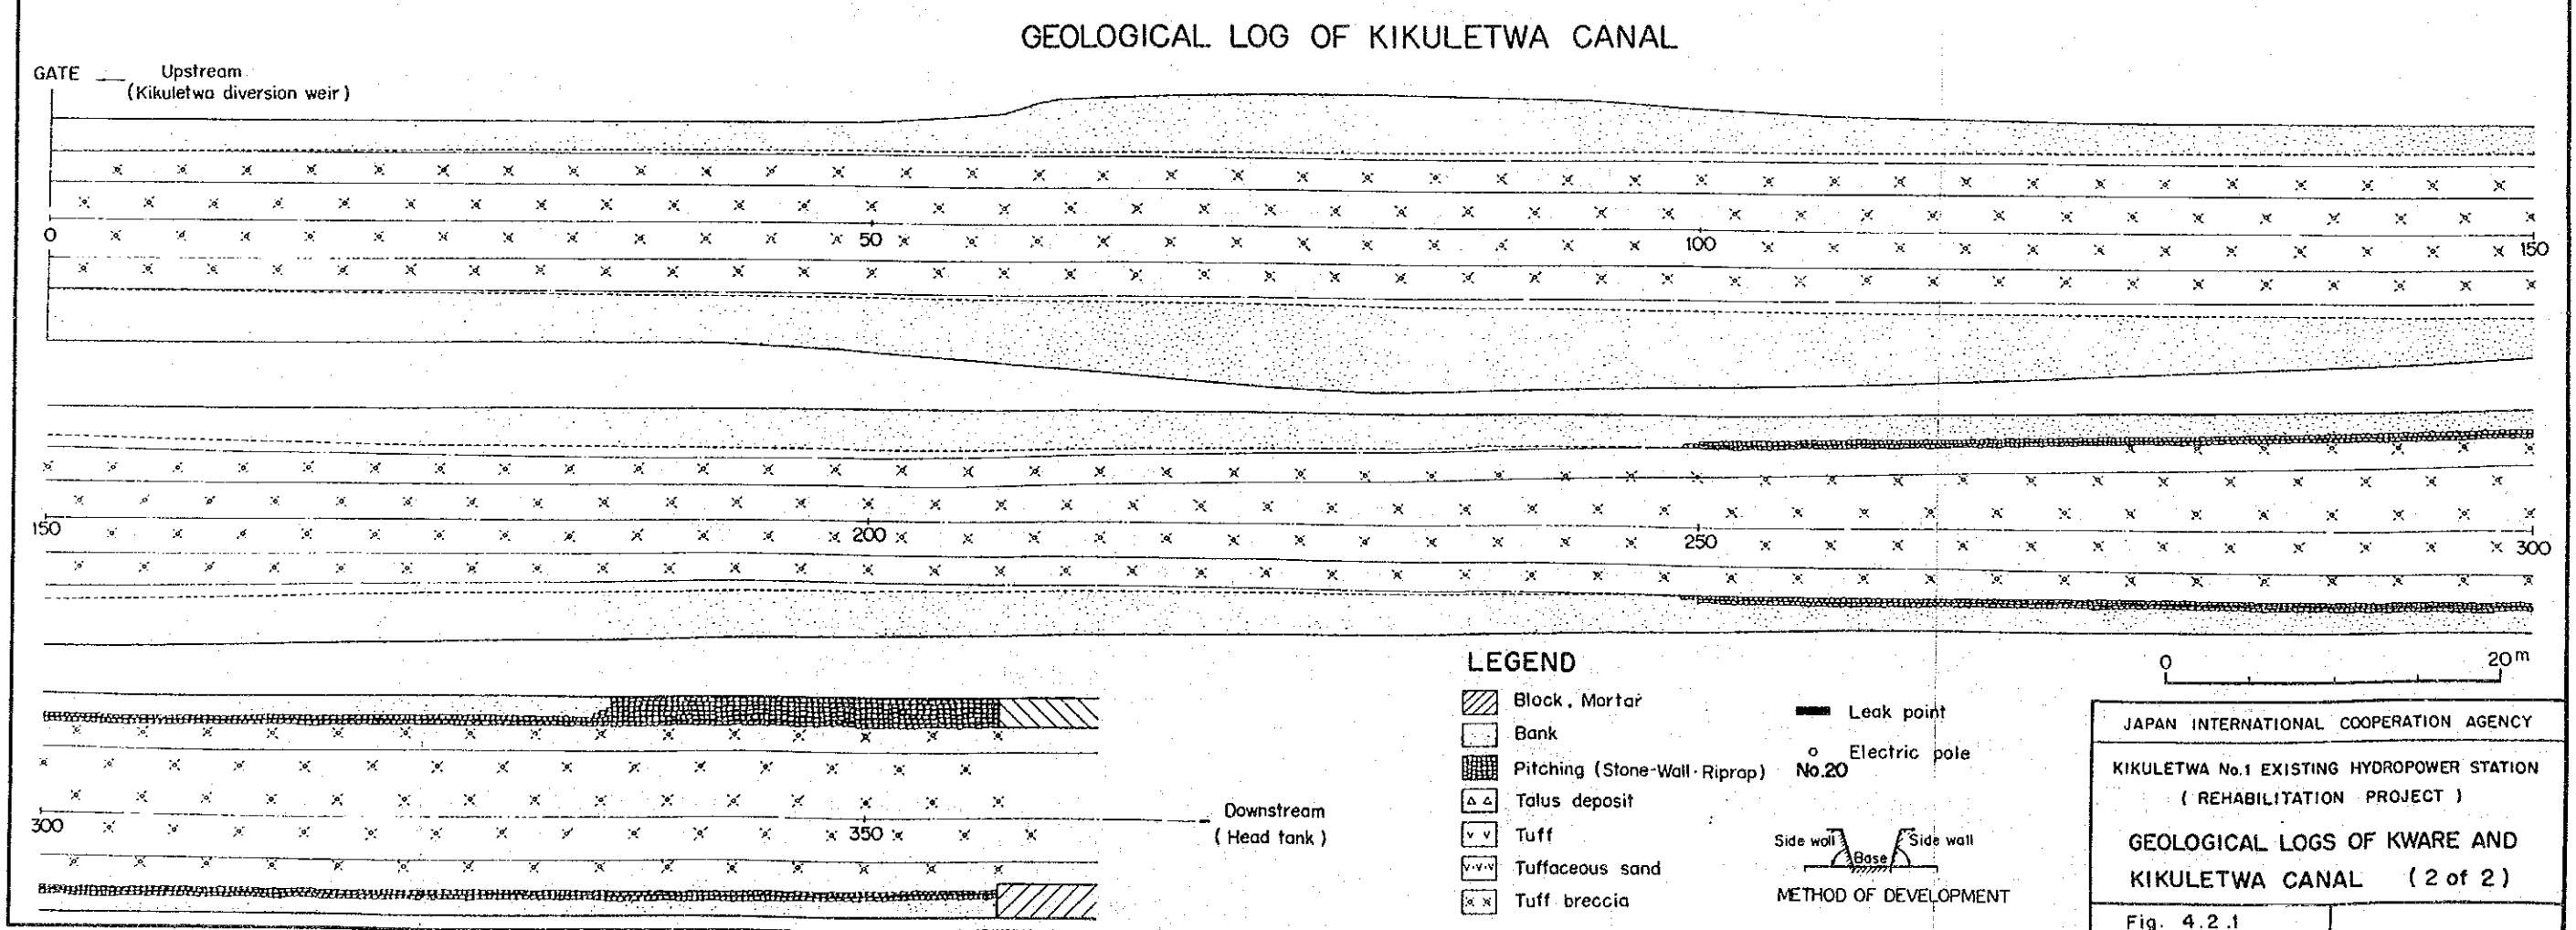 GEOLOGICAL LOG OF KIKULETWA CANAL
GATE Upstream
(Kikuletwa diversion weir)
0 50 100 150
150 200 250 300
300 350
Downstream
(Head tank)
LEGEND
Block, Mortar
Bank
Pitching (Stone-Wall·Riprap)
Talus deposit
Tuff
Tuffaceous sand
Tuff breccia
Leak point
Electric pole
No.20
Side wall Side wall
Base
METHOD OF DEVELOPMENT
0 20m
JAPAN INTERNATIONAL COOPERATION AGENCY
KIKULETWA No.1 EXISTING HYDROPOWER STATION
( REHABILITATION PROJECT )
GEOLOGICAL LOGS OF KWARE AND
KIKULETWA CANAL (2 of 2)
Fig. 4.2.1